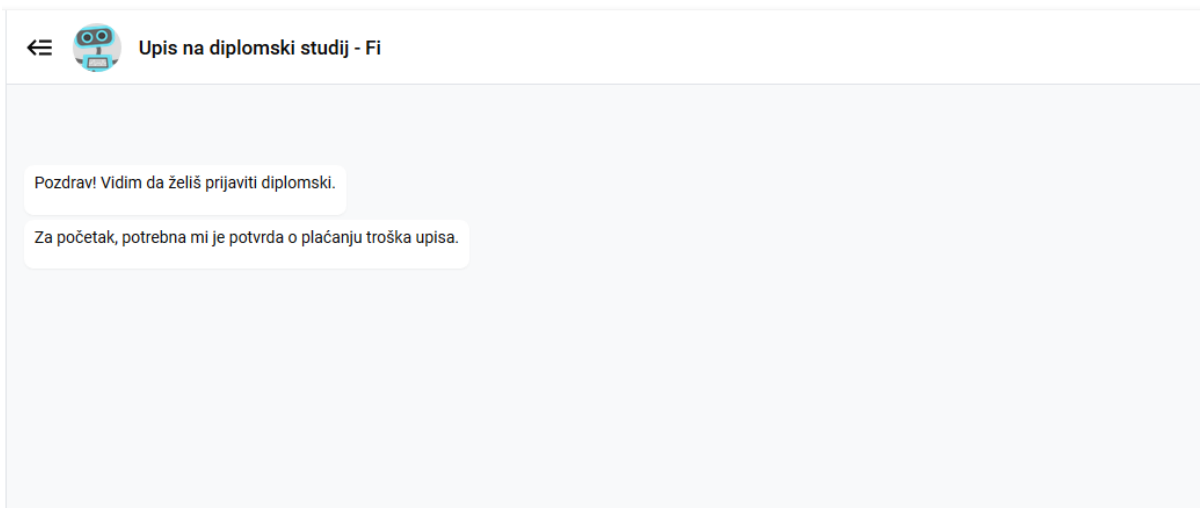 Upis na diplomski studij - Fi
Pozdrav! Vidim da želiš prijaviti diplomski.
Za početak, potrebna mi je potvrda o plaćanju troška upisa.